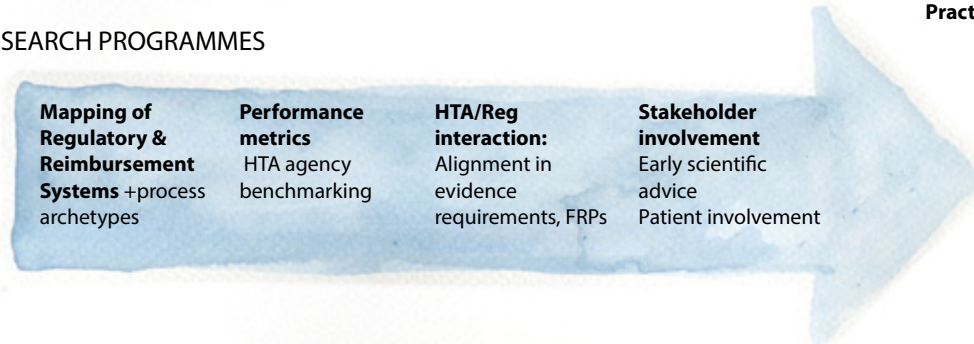 Pract
SEARCH PROGRAMMES
Mapping of
Regulatory &
Reimbursement
Systems +process
archetypes
Performance
metrics
HTA agency
benchmarking
HTA/Reg
interaction:
Alignment in
evidence
requirements, FRPs
Stakeholder
involvement
Early scientific
advice
Patient involvement